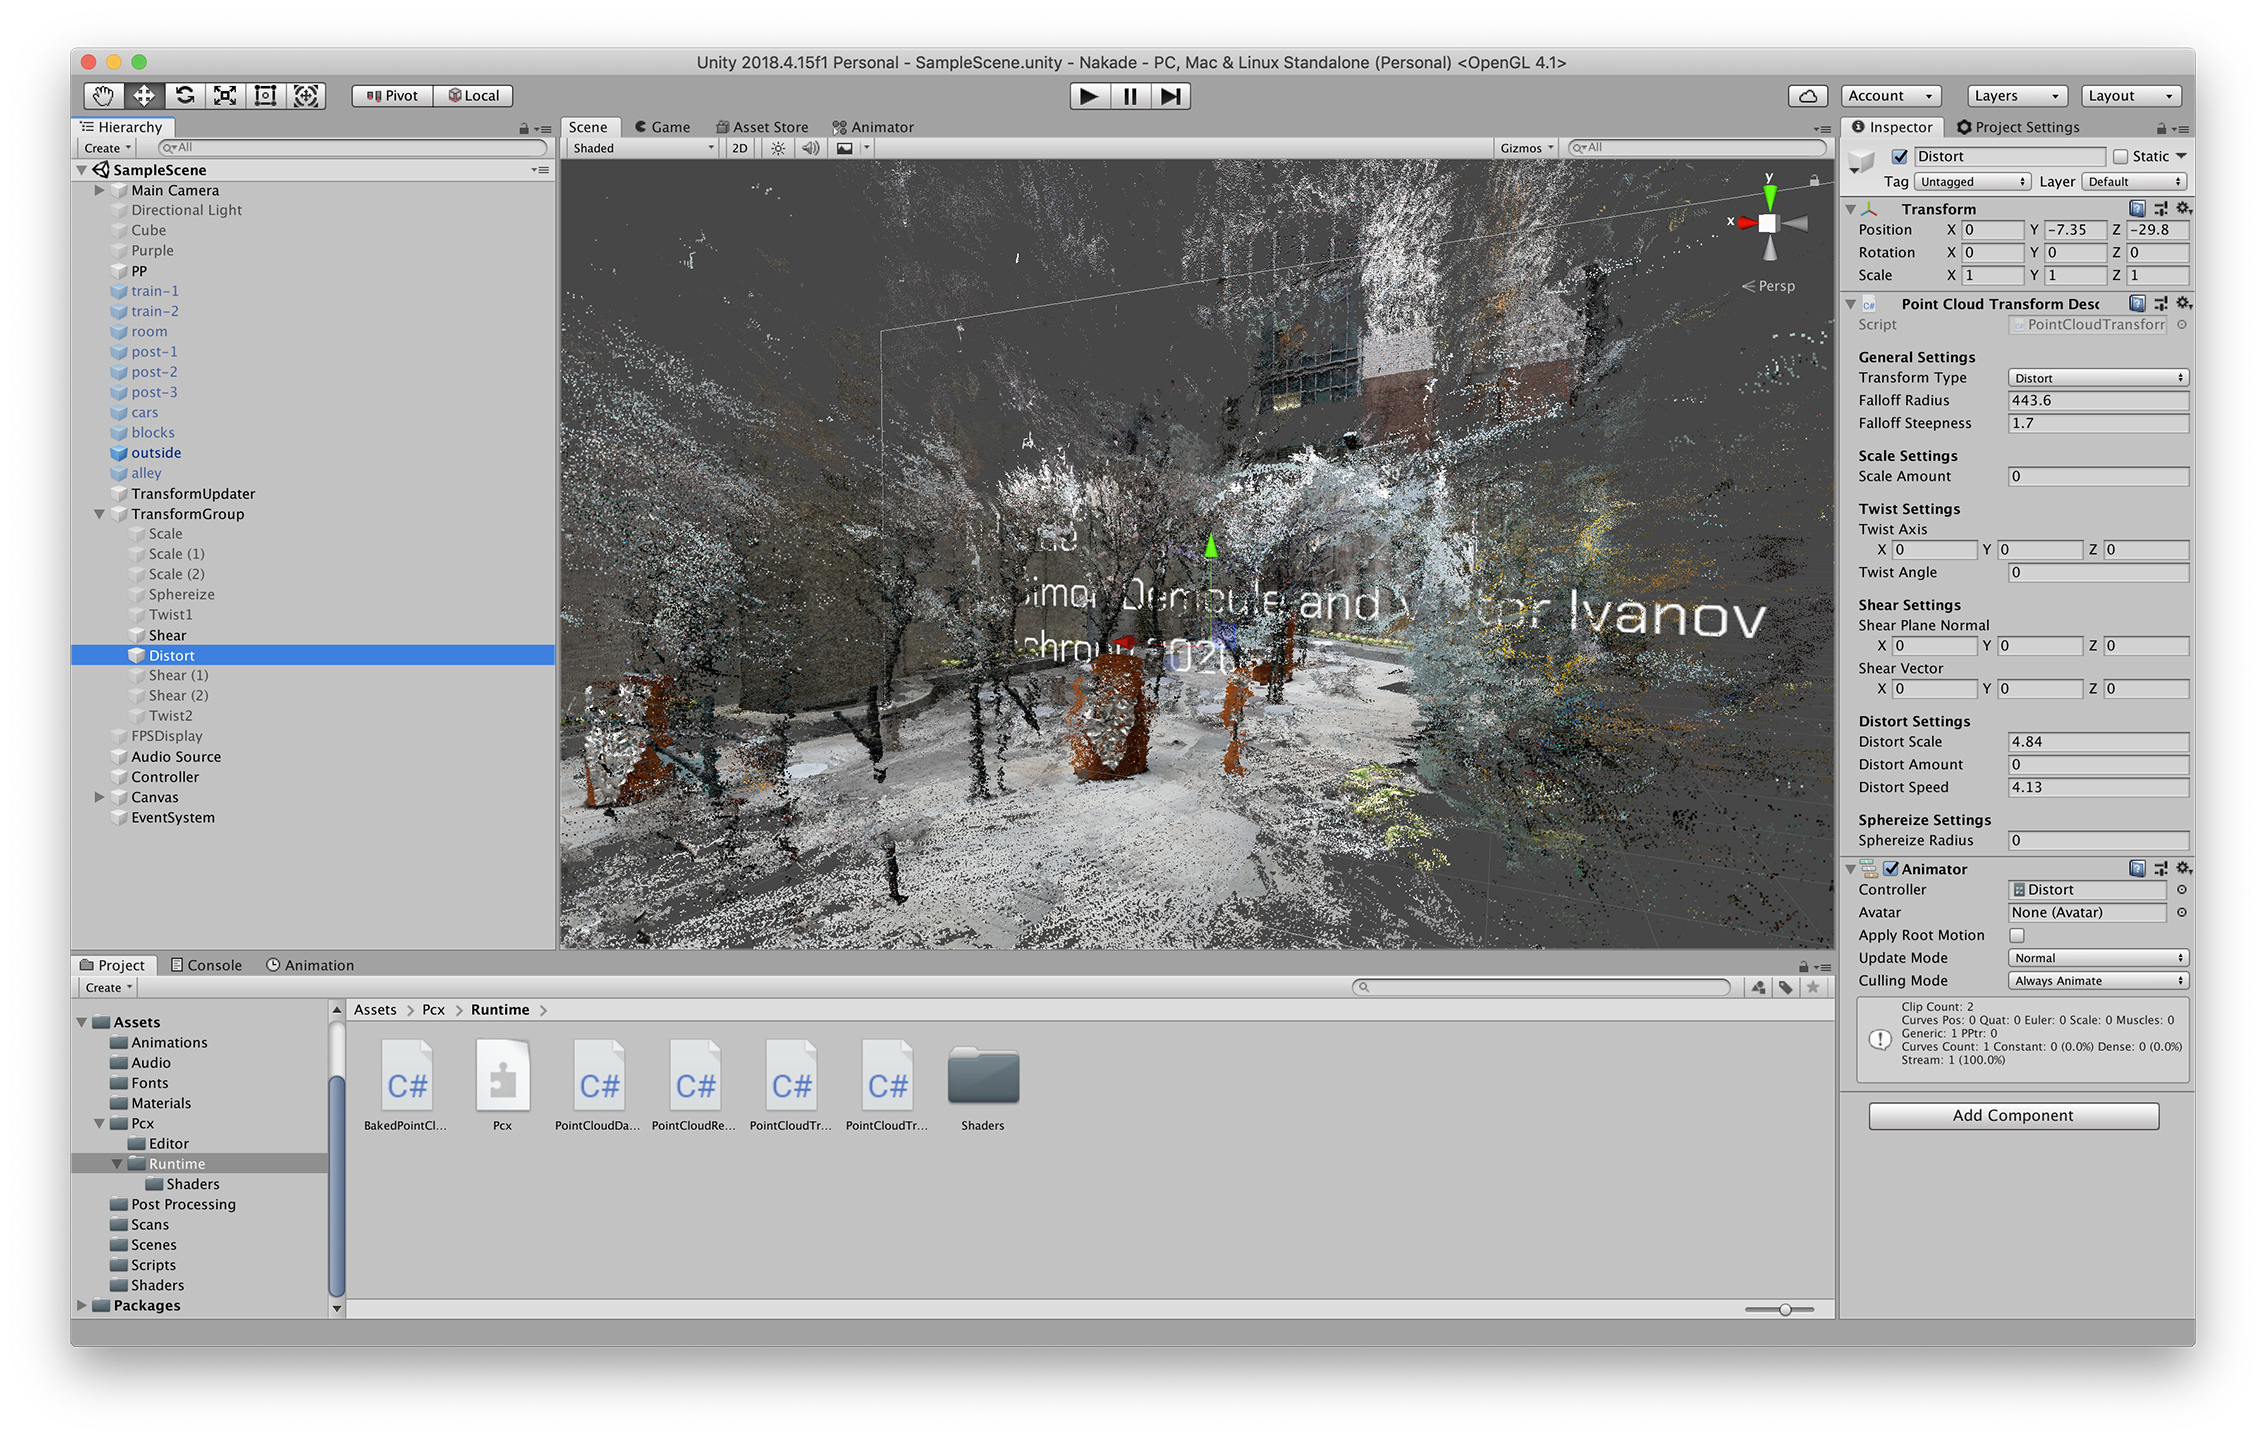 Unity 2018.4.15f1 Personal - SampleScene.unity - Nakade - PC, Mac & Linux Standalone (Personal) <OpenGL 4.1>
Pivot Local
Account Layers Layout
Hierarchy
Create All
SampleScene
Main Camera
Directional Light
Cube
Purple
PP
train-1
train-2
room
post-1
post-2
post-3
cars
blocks
outside
alley
TransformUpdater
TransformGroup
Scale
Scale (1)
Scale (2)
Sphereize
Twist1
Shear
Distort
Shear (1)
Shear (2)
Twist2
FPSDisplay
Audio Source
Controller
Canvas
EventSystem
Scene Game Asset Store Animator
Shaded 2D Gizmos All
y
x
Persp
and Ivanov
Inspector Project Settings
Distort Static
Tag Untagged Layer Default
Transform
Position X 0 Y -7.35 Z -29.8
Rotation X 0 Y 0 Z 0
Scale X 1 Y 1 Z 1
C# Point Cloud Transform Desc
Script PointCloudTransform
General Settings
Transform Type Distort
Falloff Radius 443.6
Falloff Steepness 1.7
Scale Settings
Scale Amount 0
Twist Settings
Twist Axis
X 0 Y 0 Z 0
Twist Angle 0
Shear Settings
Shear Plane Normal
X 0 Y 0 Z 0
Shear Vector
X 0 Y 0 Z 0
Distort Settings
Distort Scale 4.84
Distort Amount 0
Distort Speed 4.13
Sphereize Settings
Sphereize Radius 0
Animator
Controller Distort
Avatar None (Avatar)
Apply Root Motion
Update Mode Normal
Culling Mode Always Animate
Clip Count: 2
Curves Pos: 0 Quat: 0 Euler: 0 Scale: 0 Muscles: 0
Generic: 1 PPtr: 0
Curves Count: 1 Constant: 0 (0.0%) Dense: 0 (0.0%)
Stream: 1 (100.0%)
Add Component
Project Console Animation
Create
Assets
Animations
Audio
Fonts
Materials
Pcx
Editor
Runtime
Shaders
Post Processing
Scans
Scenes
Scripts
Shaders
Packages
Assets > Pcx > Runtime >
C# C# C# C# C#
BakedPointCl... Pcx PointCloudDa... PointCloudRe... PointCloudTr... PointCloudTr... Shaders